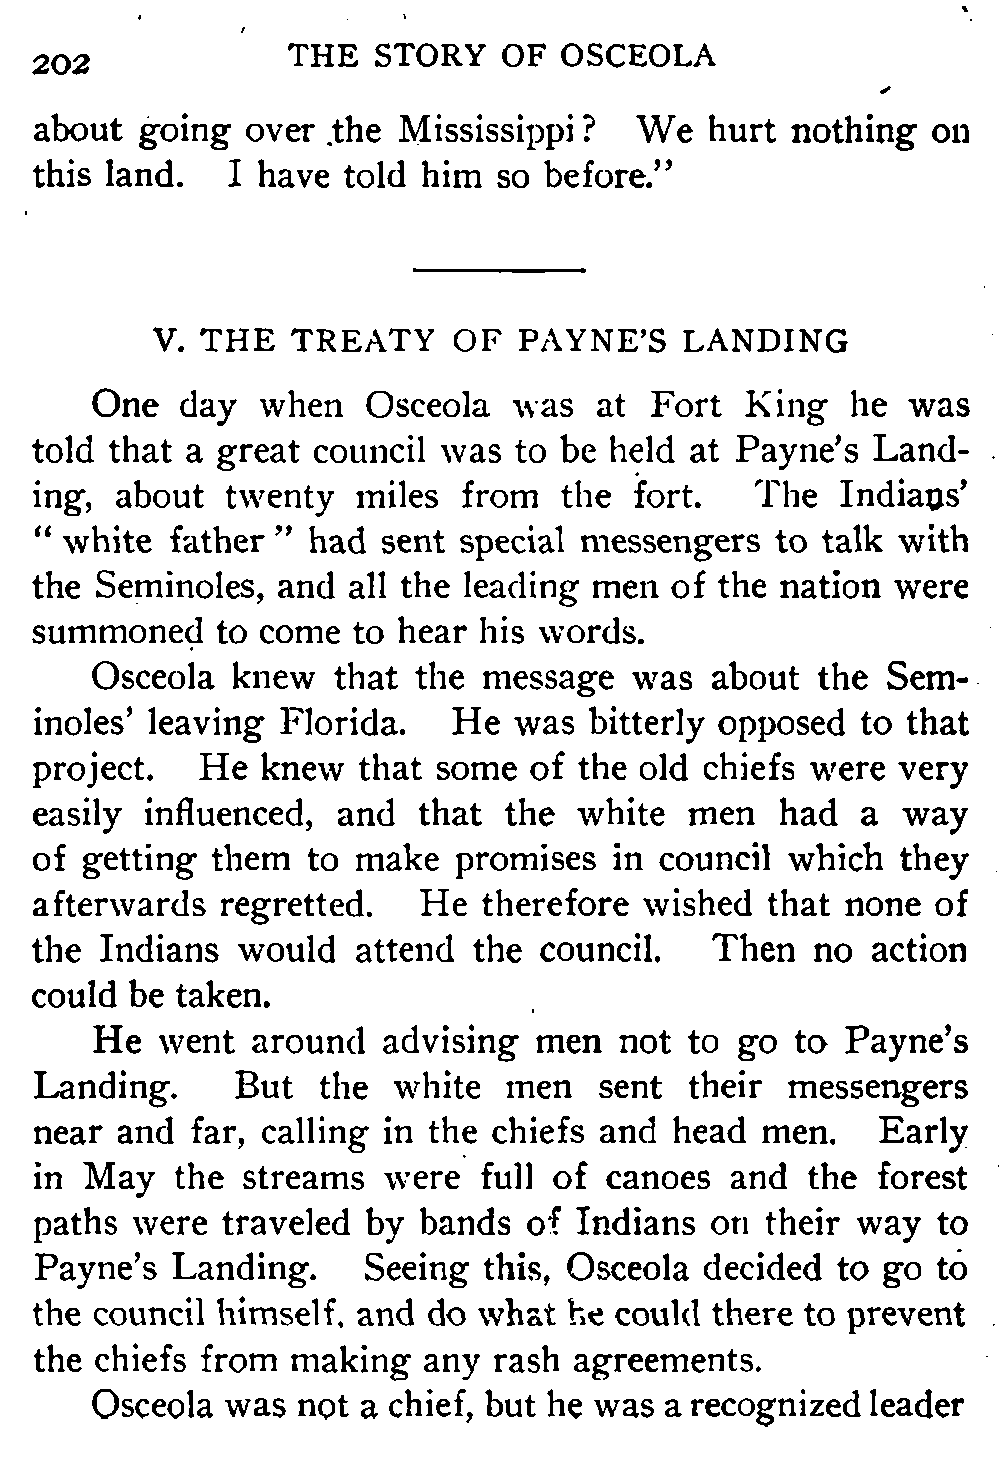 202 THE STORY OF OSCEOLA
about going over the Mississippi? We hurt nothing on
this land. I have told him so before."
V. THE TREATY OF PAYNE'S LANDING
One day when Osceola was at Fort King he was
told that a great council was to be held at Payne's Land-
ing, about twenty miles from the fort. The Indians'
" white father " had sent special messengers to talk with
the Seminoles, and all the leading men of the nation were
summoned to come to hear his words.
Osceola knew that the message was about the Sem-
inoles' leaving Florida. He was bitterly opposed to that
project. He knew that some of the old chiefs were very
easily influenced, and that the white men had a way
of getting them to make promises in council which they
afterwards regretted. He therefore wished that none of
the Indians would attend the council. Then no action
could be taken.
He went around advising men not to go to Payne's
Landing. But the white men sent their messengers
near and far, calling in the chiefs and head men. Early
in May the streams were full of canoes and the forest
paths were traveled by bands of Indians on their way to
Payne's Landing. Seeing this, Osceola decided to go to
the council himself, and do what he could there to prevent
the chiefs from making any rash agreements.
Osceola was not a chief, but he was a recognized leader